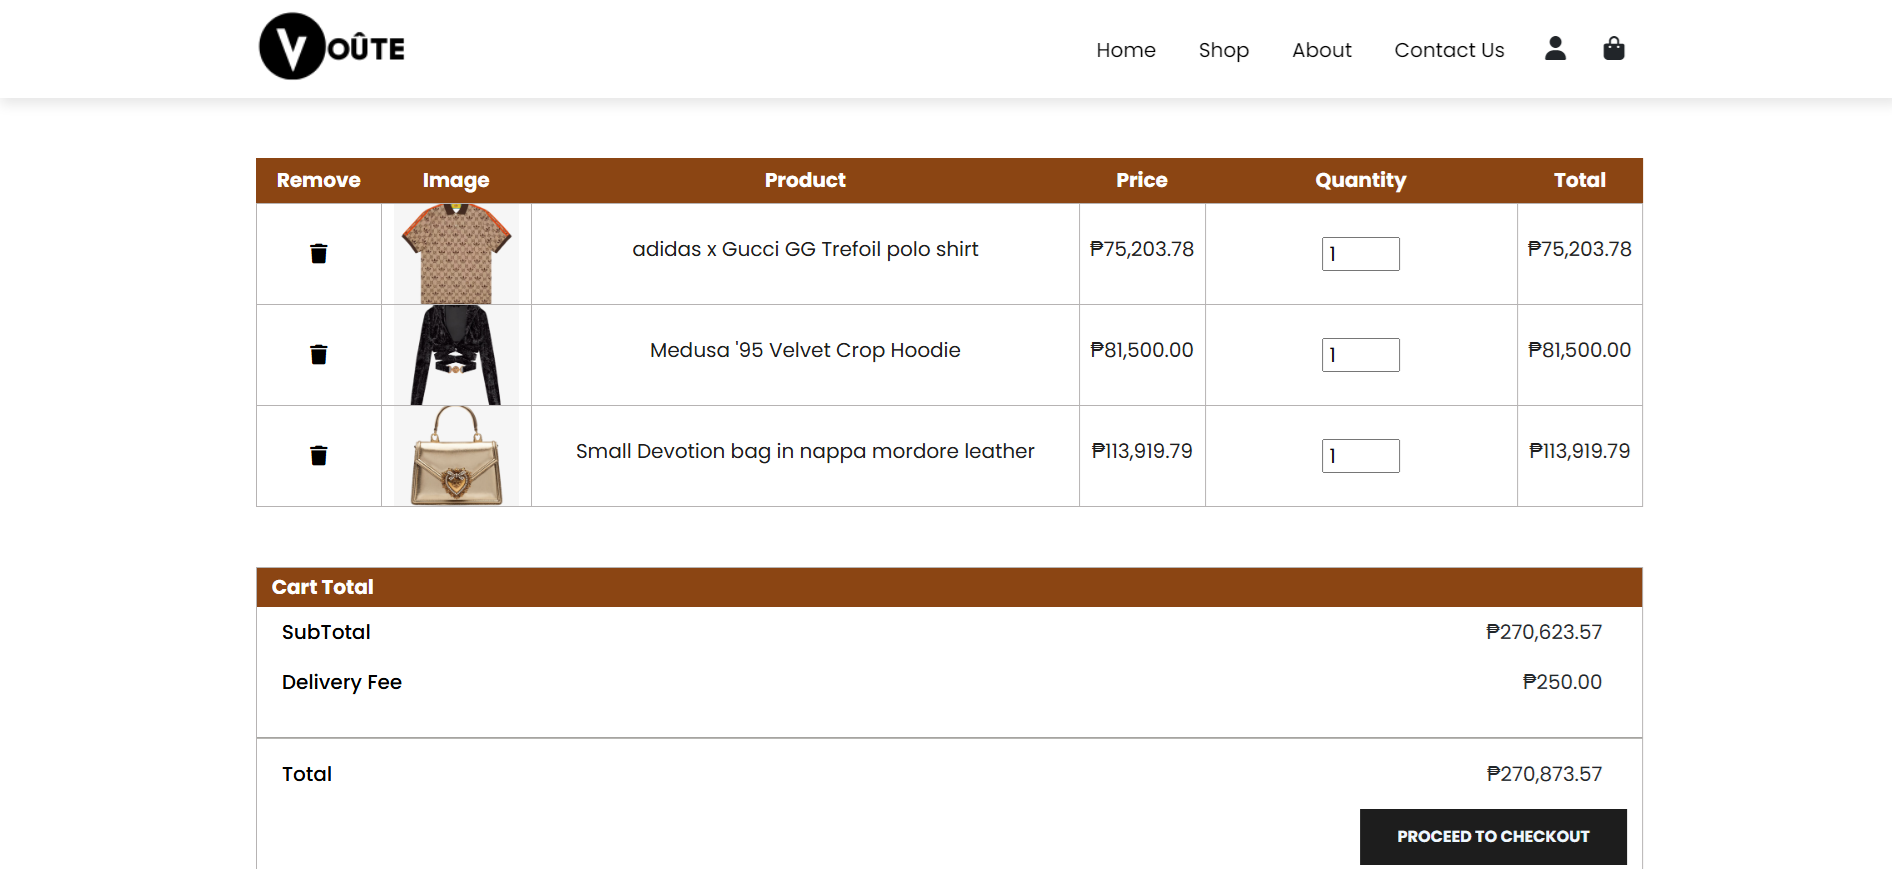 VOÛTE
Home Shop About Contact Us
Remove Image Product Price Quantity Total
adidas x Gucci GG Trefoil polo shirt ₱75,203.78 1 ₱75,203.78
Medusa '95 Velvet Crop Hoodie ₱81,500.00 1 ₱81,500.00
Small Devotion bag in nappa mordore leather ₱113,919.79 1 ₱113,919.79
Cart Total
SubTotal ₱270,623.57
Delivery Fee ₱250.00
Total ₱270,873.57
PROCEED TO CHECKOUT